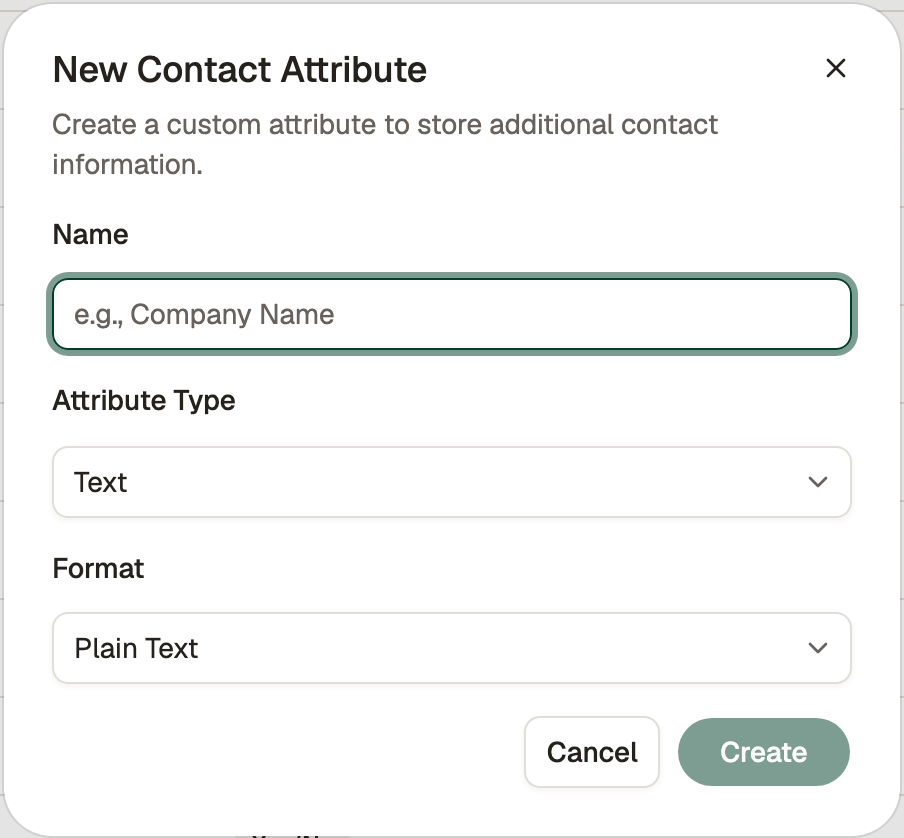 New Contact Attribute
Create a custom attribute to store additional contact
information.
Name
e.g., Company Name
Attribute Type
Text
Format
Plain Text
Cancel
Create